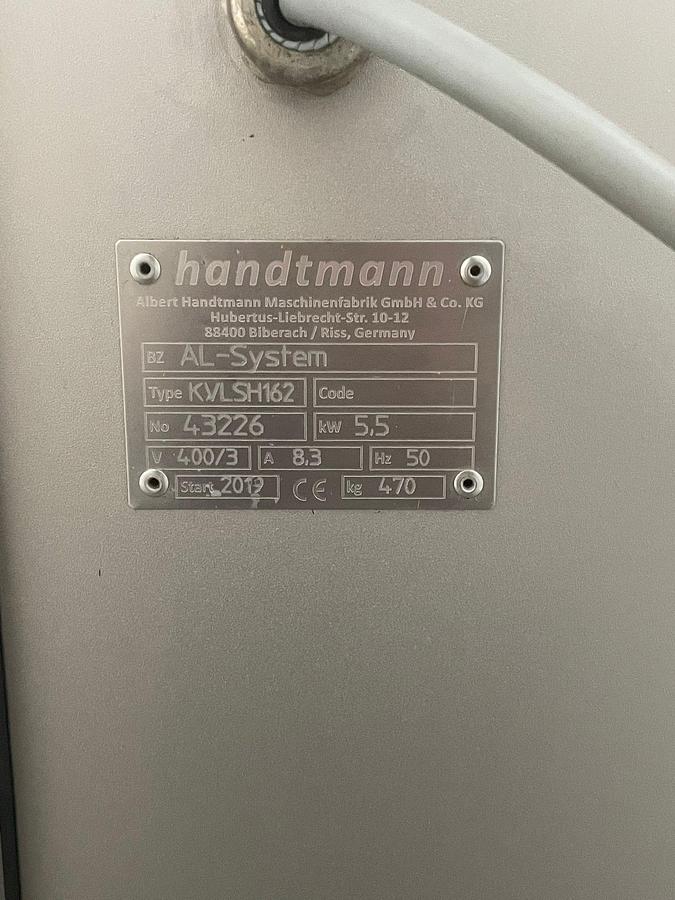 handtmann
Albert Handtmann Maschinenfabrik GmbH & Co. KG
Hubertus-Liebrecht-Str. 10-12
88400 Biberach / Riss, Germany
BZ AL-System
Type KVLSH162 Code
No 43226 kW 5,5
V 400/3 A 8,3 Hz 50
Start 2019 CE kg 470